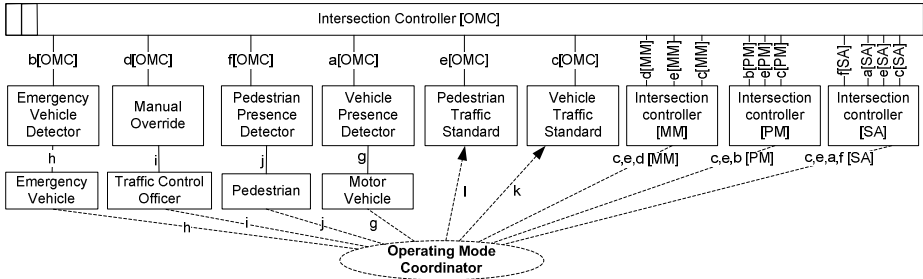 Intersection Controller [OMC]
b[OMC] d[OMC] f[OMC] a[OMC] e[OMC] c[OMC] d[MM] e[MM] c[MM] b[PM] e[PM] c[PM] f[SA] a[SA] e[SA] c[SA]
Emergency Vehicle Detector
Manual Override
Pedestrian Presence Detector
Vehicle Presence Detector
Pedestrian Traffic Standard
Vehicle Traffic Standard
Intersection controller [MM]
Intersection controller [PM]
Intersection controller [SA]
h i j g
c,e,d [MM] c,e,b [PM] c,e,a,f [SA]
Emergency Vehicle
Traffic Control Officer
Pedestrian
Motor Vehicle
l k
h i j g
Operating Mode
Coordinator